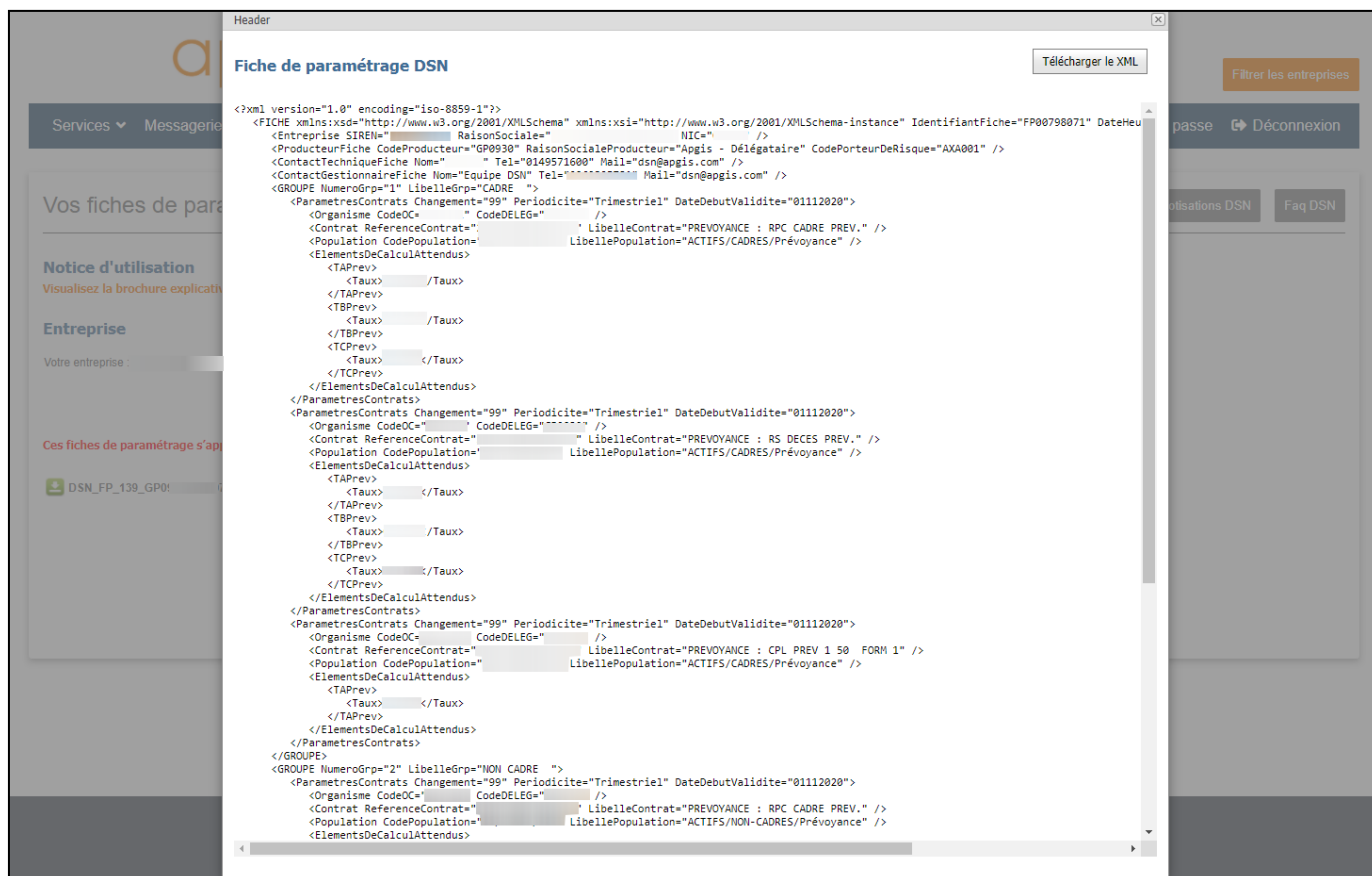 ap
Filtrer les entreprises
Services Messagerie passe Déconnexion
Vos fiches de para
otisations DSN Faq DSN
Notice d'utilisation
Visualisez la brochure explicativ
Entreprise
Votre entreprise :
Ces fiches de paramétrage s'app
DSN_FP_139_GP09
Header
Fiche de paramétrage DSN
Télécharger le XML
<?xml version="1.0" encoding="iso-8859-1"?>
<FICHE xmlns:xsd="http://www.w3.org/2001/XMLSchema" xmlns:xsi="http://www.w3.org/2001/XMLSchema-instance" IdentifiantFiche="FP00798071" DateHeu
<Entreprise SIREN=" RaisonSociale=" NIC=" />
<ProducteurFiche CodeProducteur="GP0930" RaisonSocialeProducteur="Apgis - Délégataire" CodePorteurDeRisque="AXA001" />
<ContactTechniqueFiche Nom=" " Tel="0149571600" Mail="dsn@apgis.com" />
<ContactGestionnaireFiche Nom="Equipe DSN" Tel=" Mail="dsn@apgis.com" />
<GROUPE NumeroGrp="1" LibelleGrp="CADRE  ">
<ParametresContrats Changement="99" Periodicite="Trimestriel" DateDebutValidite="01112020">
<Organisme CodeOC= " CodeDELEG=" />
<Contrat ReferenceContrat=" " LibelleContrat="PREVOYANCE : RPC CADRE PREV." />
<Population CodePopulation=" LibellePopulation="ACTIFS/CADRES/Prévoyance" />
<ElementsDeCalculAttendus>
<TAPrev>
<Taux> /Taux>
</TAPrev>
<TBPrev>
<Taux> /Taux>
</TBPrev>
<TCPrev>
<Taux> </Taux>
</TCPrev>
</ElementsDeCalculAttendus>
</ParametresContrats>
<ParametresContrats Changement="99" Periodicite="Trimestriel" DateDebutValidite="01112020">
<Organisme CodeOC=" " CodeDELEG=" " />
<Contrat ReferenceContrat=" " LibelleContrat="PREVOYANCE : RS DECES PREV." />
<Population CodePopulation=" LibellePopulation="ACTIFS/CADRES/Prévoyance" />
<ElementsDeCalculAttendus>
<TAPrev>
<Taux> </Taux>
</TAPrev>
<TBPrev>
<Taux> /Taux>
</TBPrev>
<TCPrev>
<Taux> </Taux>
</TCPrev>
</ElementsDeCalculAttendus>
</ParametresContrats>
<ParametresContrats Changement="99" Periodicite="Trimestriel" DateDebutValidite="01112020">
<Organisme CodeOC= CodeDELEG=" />
<Contrat ReferenceContrat=" LibelleContrat="PREVOYANCE : CPL PREV 1 50  FORM 1" />
<Population CodePopulation=" LibellePopulation="ACTIFS/CADRES/Prévoyance" />
<ElementsDeCalculAttendus>
<TAPrev>
<Taux> </Taux>
</TAPrev>
</ElementsDeCalculAttendus>
</ParametresContrats>
</GROUPE>
<GROUPE NumeroGrp="2" LibelleGrp="NON CADRE  ">
<ParametresContrats Changement="99" Periodicite="Trimestriel" DateDebutValidite="01112020">
<Organisme CodeOC=" CodeDELEG=" />
<Contrat ReferenceContrat=" " LibelleContrat="PREVOYANCE : RPC CADRE PREV." />
<Population CodePopulation=" LibellePopulation="ACTIFS/NON-CADRES/Prévoyance" />
<ElementsDeCalculAttendus>